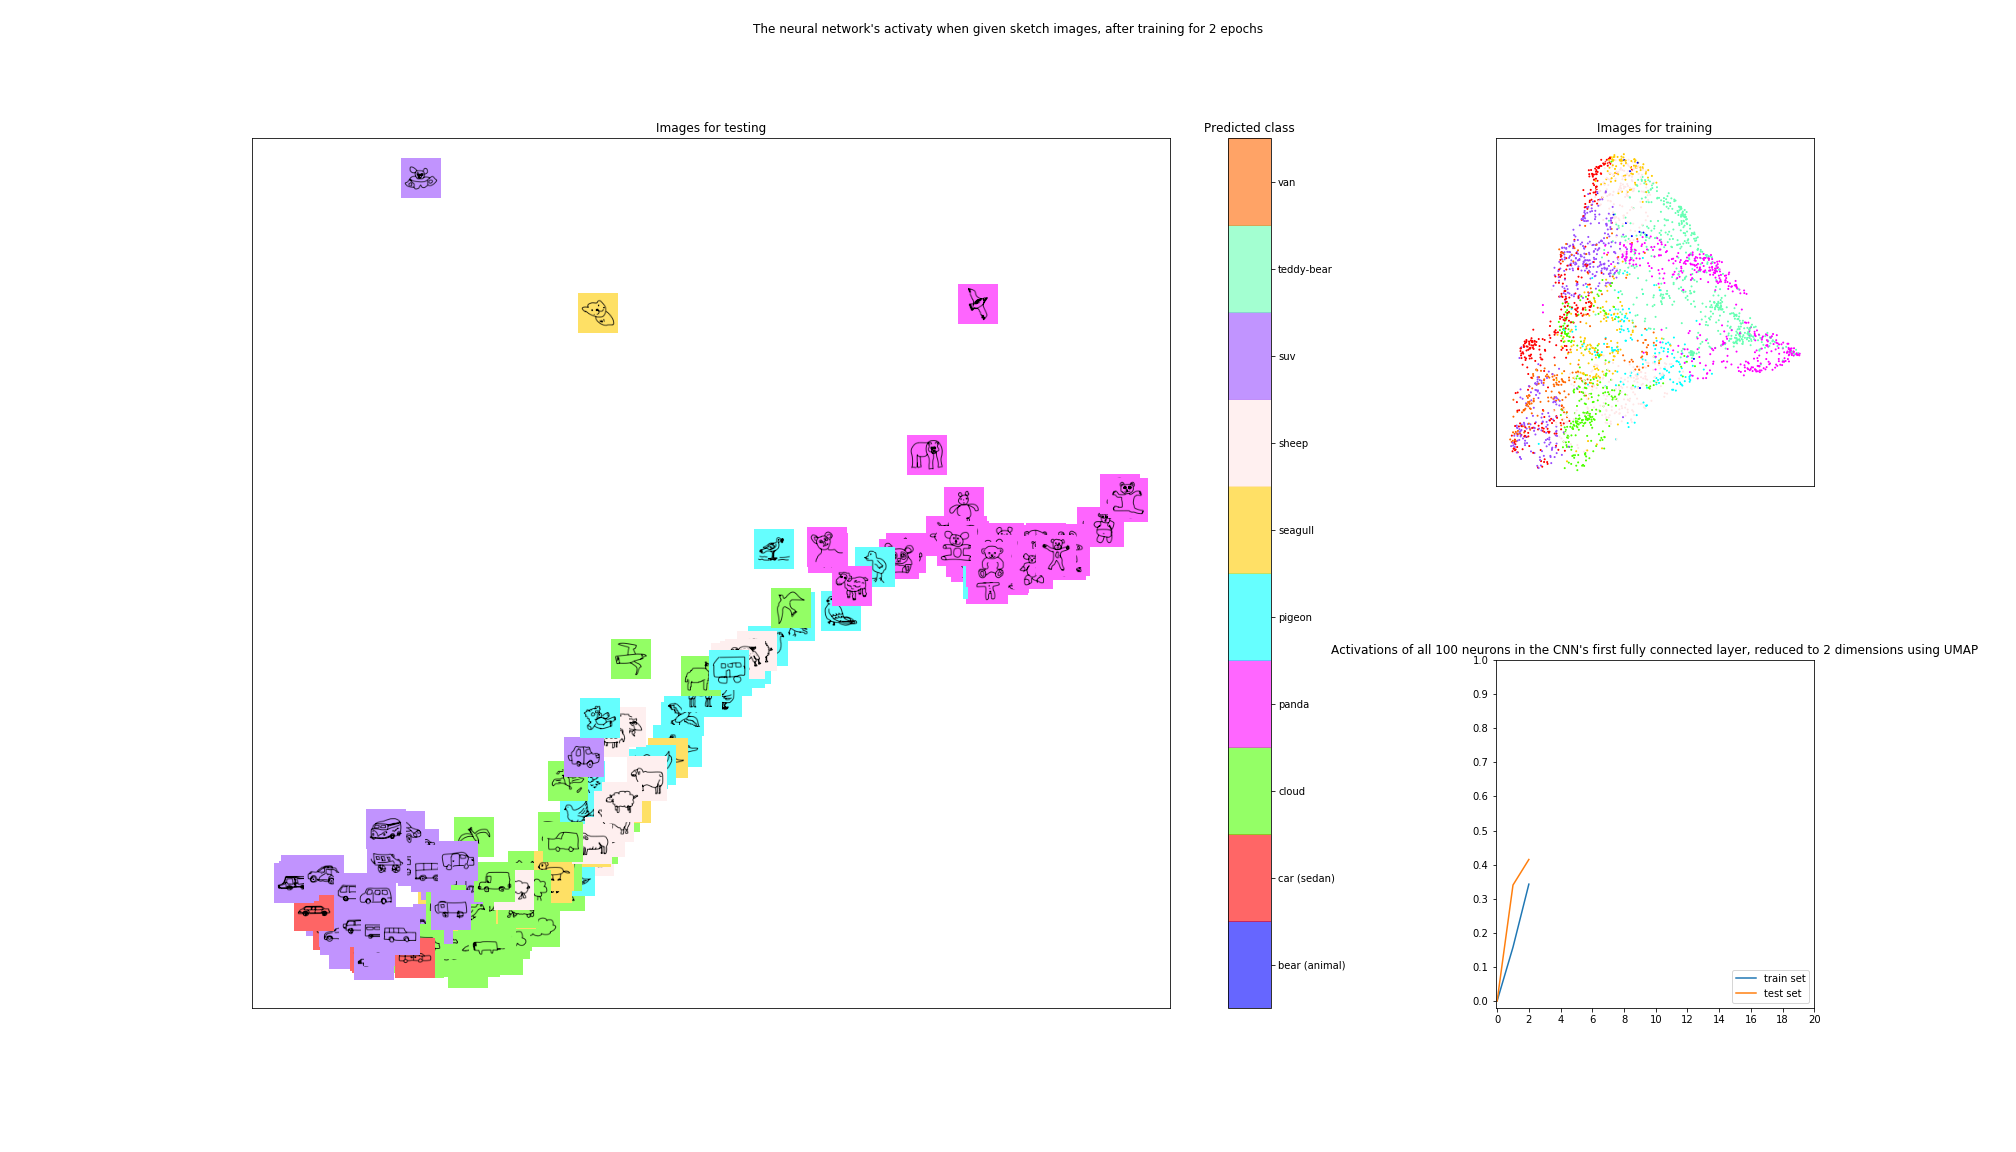 The neural network's activaty when given sketch images, after training for 2 epochs
Images for testing
Predicted class
van
teddy-bear
suv
sheep
seagull
pigeon
panda
cloud
car (sedan)
bear (animal)
Images for training
Activations of all 100 neurons in the CNN's first fully connected layer, reduced to 2 dimensions using UMAP
1.0
0.9
0.8
0.7
0.6
0.5
0.4
0.3
0.2
0.1
0.0
train set
test set
0 2 4 6 8 10 12 14 16 18 20